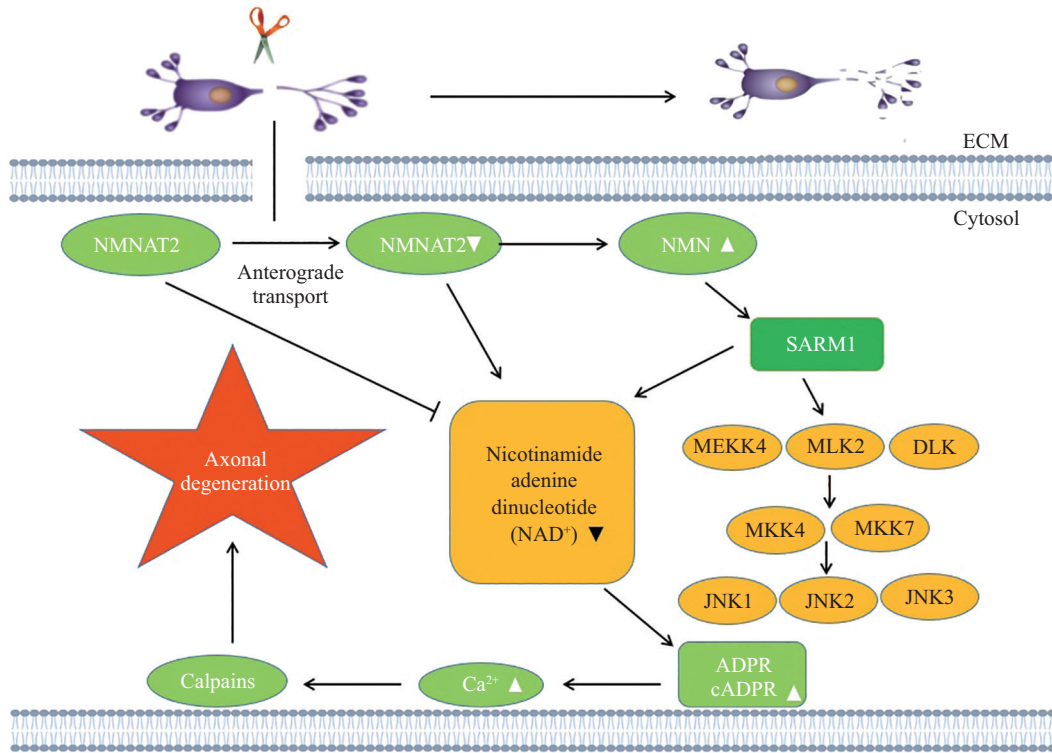 ECM
Cytosol
NMNAT2
Anterograde
transport
NMNAT2▼
NMN ▲
SARM1
Axonal
degeneration
Nicotinamide
adenine
dinucleotide
(NAD⁺) ▼
MEKK4
MLK2
DLK
MKK4
MKK7
JNK1
JNK2
JNK3
Calpains
Ca²⁺ ▲
ADPR
cADPR ▲